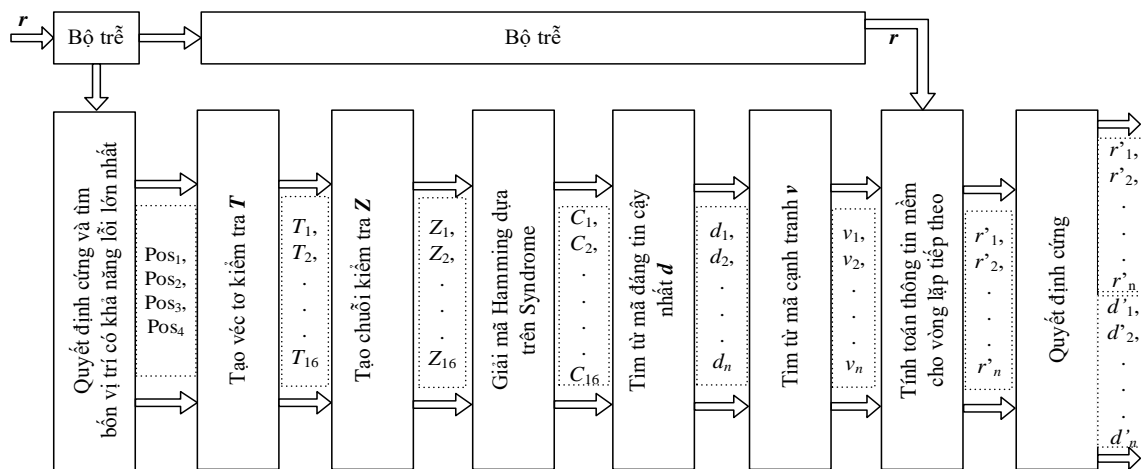 r
Bộ trễ
Bộ trễ
r
Quyết định cứng và tìm
bốn vị trí có khả năng lỗi lớn nhất
Pos1,
Pos2,
Pos3,
Pos4
Tạo véc tơ kiểm tra T
T1,
T2,
.
.
.
T16
Tạo chuỗi kiểm tra Z
Z1,
Z2,
.
.
.
Z16
Giải mã Hamming dựa
trên Syndrome
C1,
C2,
.
.
.
.
C16
Tìm từ mã đáng tin cậy
nhất d
d1,
d2,
.
.
.
dn
Tìm từ mã cạnh tranh v
v1,
v2,
.
.
.
vn
Tính toán thông tin mềm
cho vòng lặp tiếp theo
r'1,
r'2,
.
.
.
r'n
Quyết định cứng
r'1,
r'2,
.
.
.
r'n
d'1,
d'2,
.
.
.
d'n